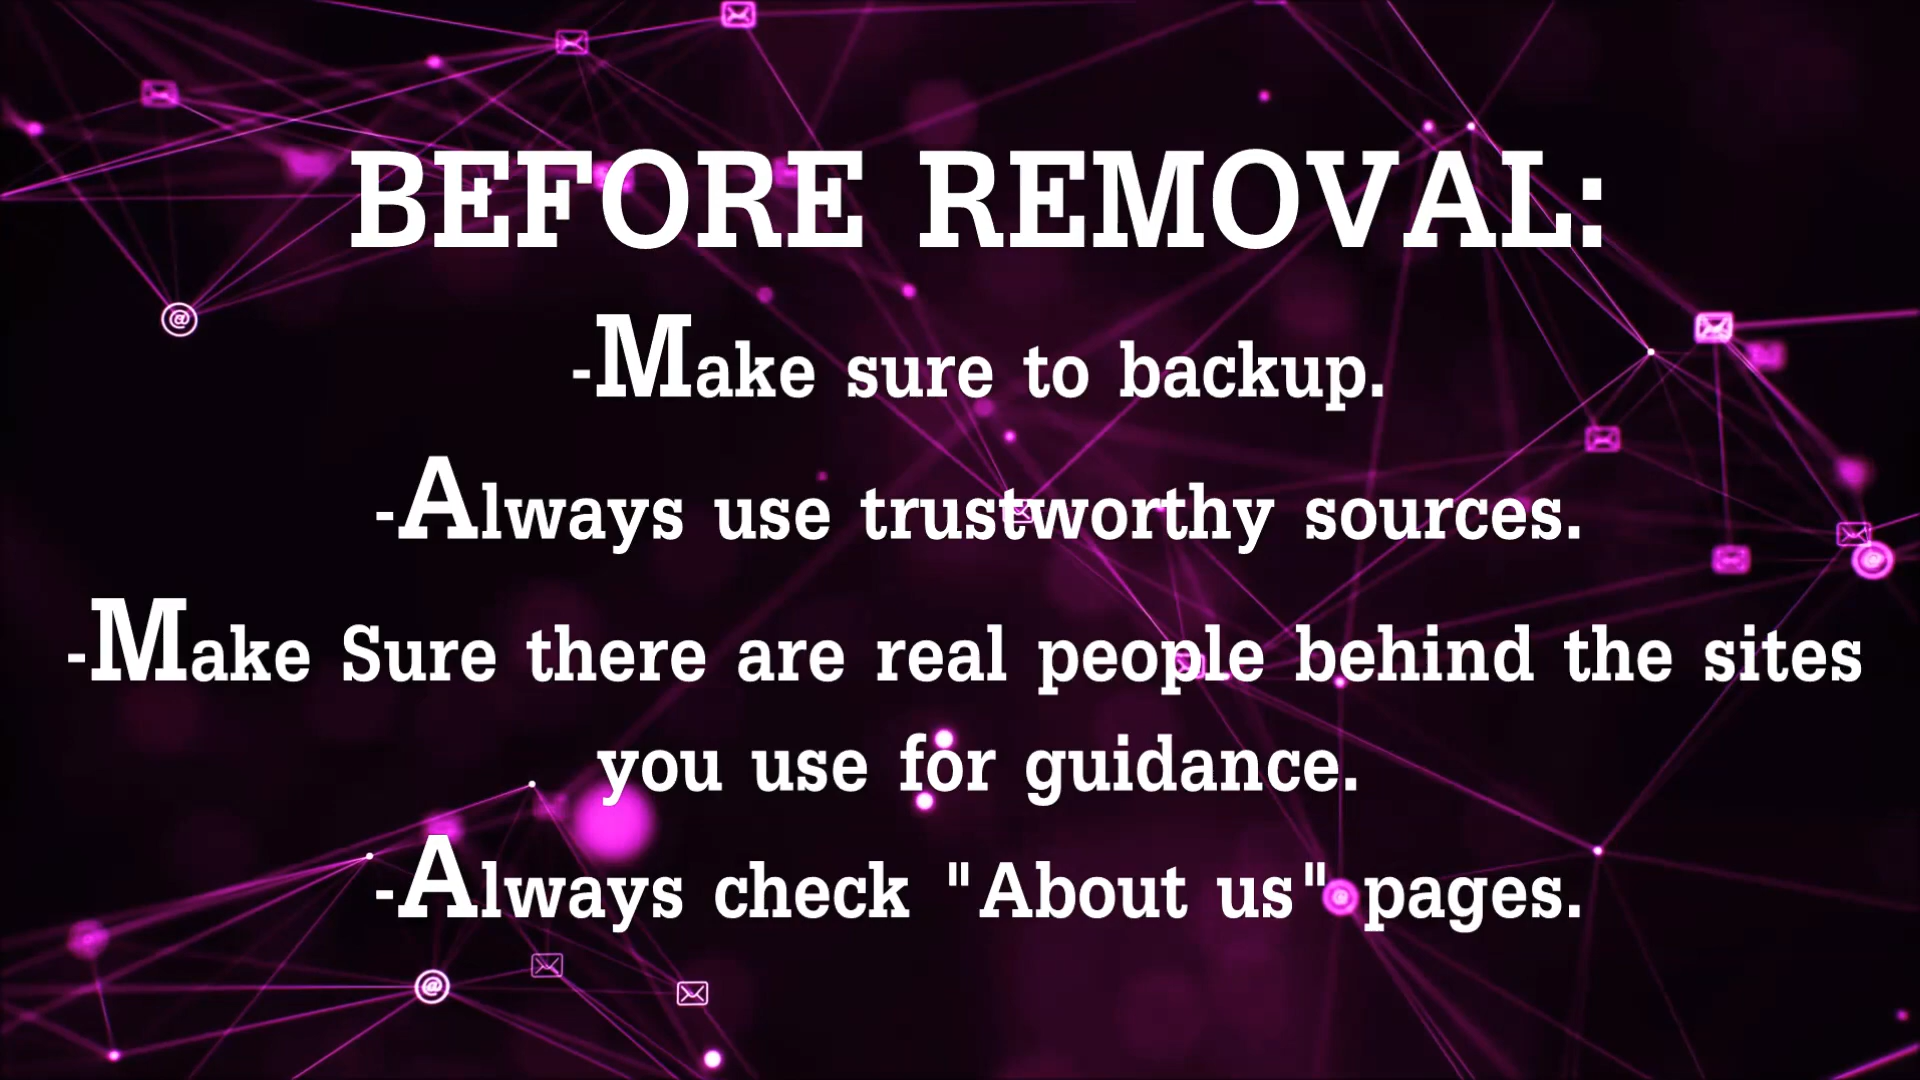 BEFORE REMOVAL:
-Make sure to backup.
-Always use trustworthy sources.
-Make Sure there are real people behind the sites
you use for guidance.
-Always check "About us" pages.